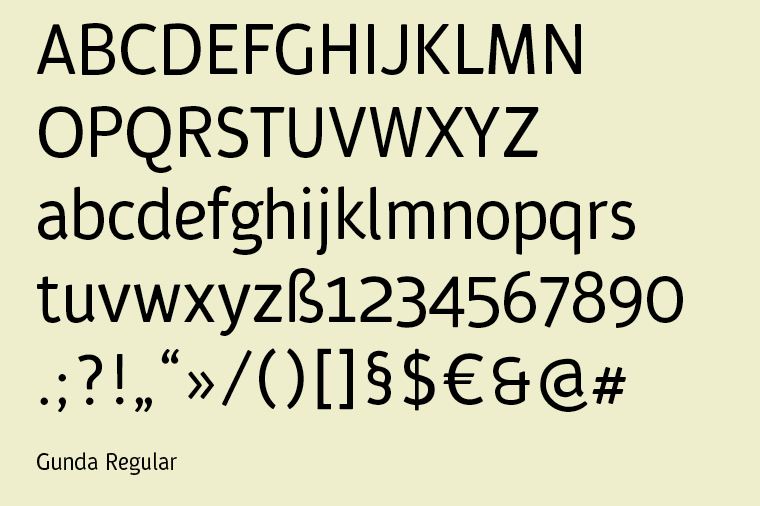 ABCDEFGHIJKLMN
OPQRSTUVWXYZ
abcdefghijklmnopqrs
tuvwxyzß1234567890
.;?!„“»/()[]§$€&@#
Gunda Regular